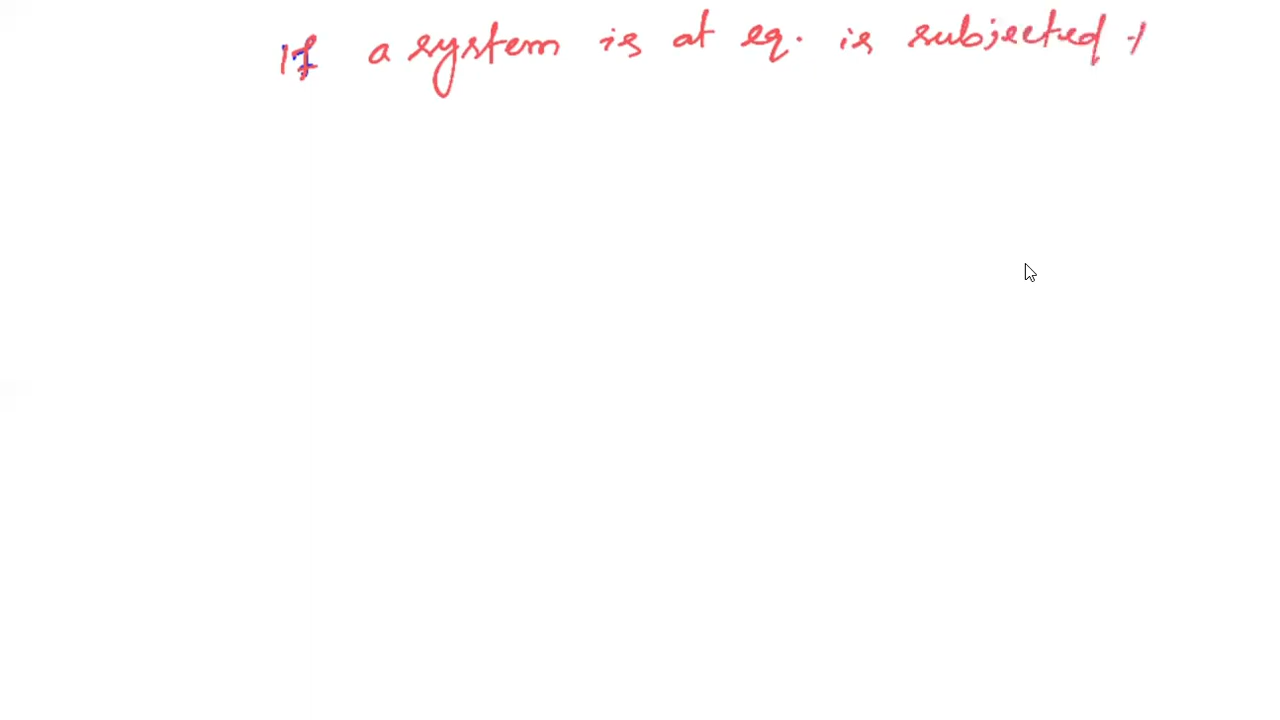 If a system is at eq. is subjected